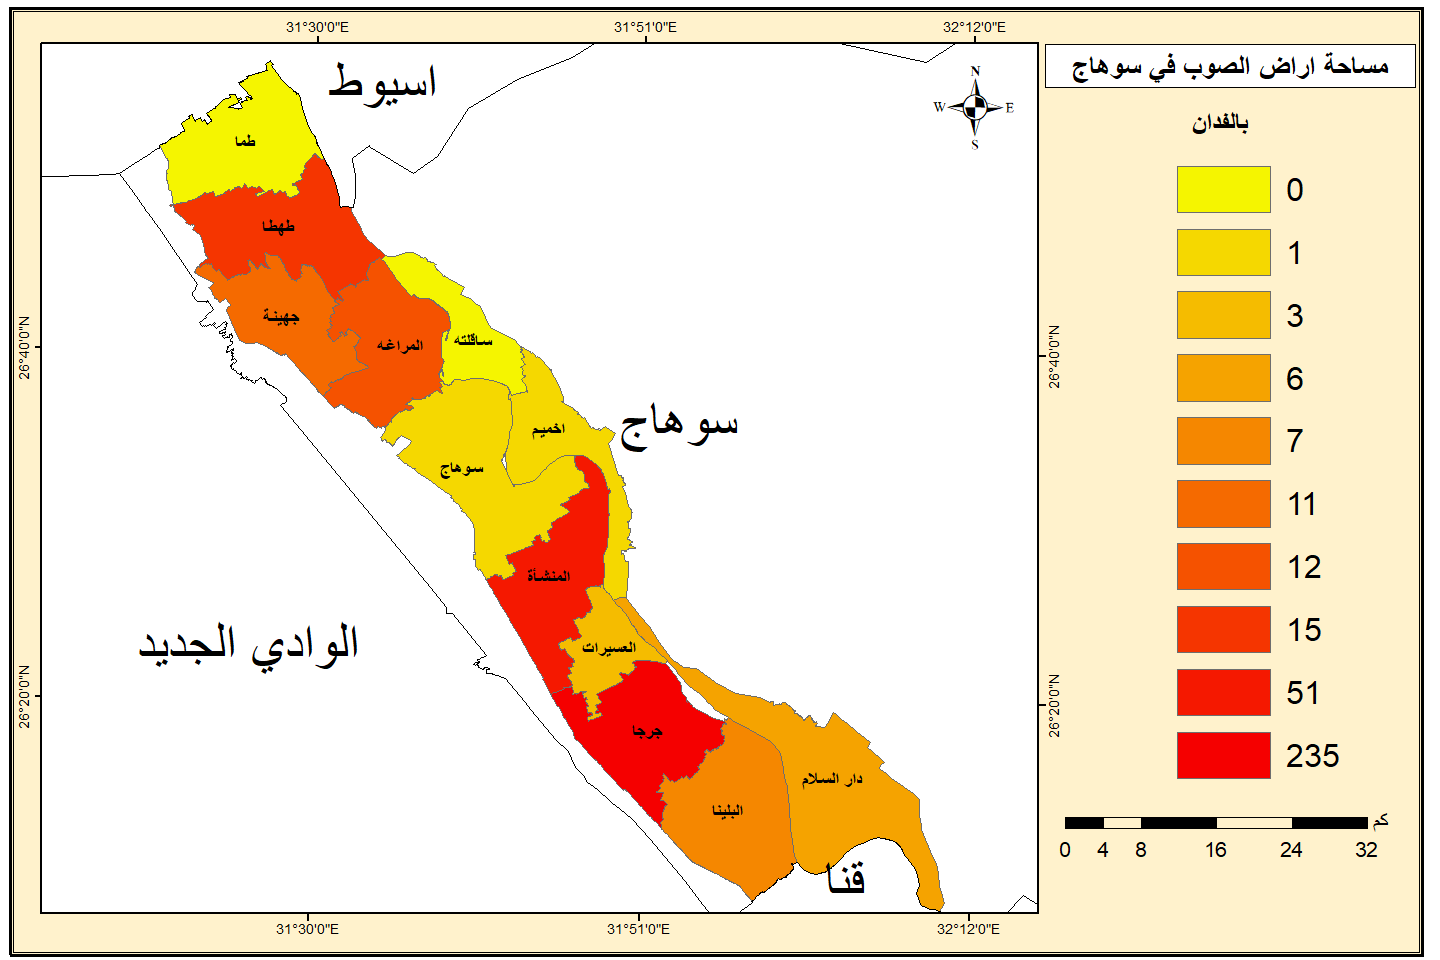 31°30'0"E
31°51'0"E
32°12'0"E
مساحة اراض الصوب في سوهاج
بالفدان
0
1
3
6
7
11
12
15
51
235
كم
0 4 8 16 24 32
N
W E
S
اسيوط
طما
طهطا
جهينة
المراغه
ساقلته
اخميم
سوهاج
سوهاج
المنشأة
العسيرات
الوادي الجديد
جرجا
دار السلام
البلينا
قنا
26°40'0"N
26°20'0"N
26°40'0"N
26°20'0"N
31°30'0"E
31°51'0"E
32°12'0"E